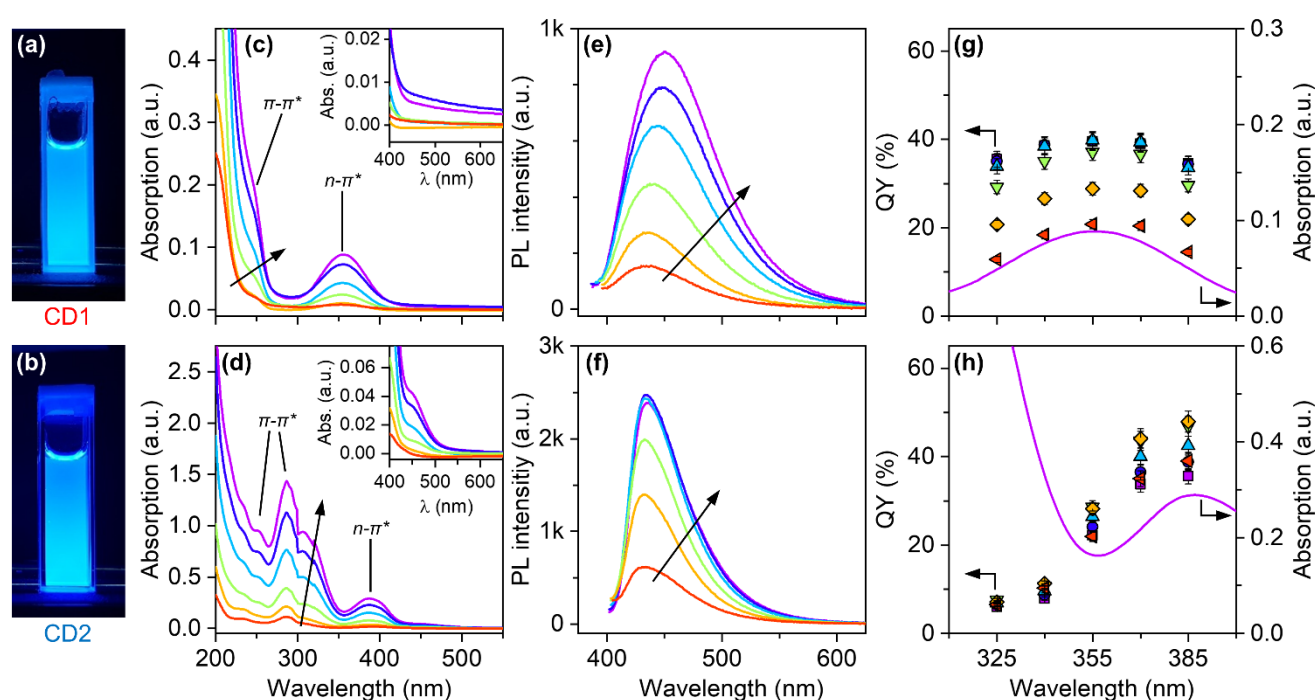 (a)
CD1
(b)
CD2
(c)
Absorption (a.u.)
0.4
0.3
0.2
0.1
0.0
π-π*
n-π*
Abs. (a.u.)
0.02
0.01
0.00
400 500 600
λ (nm)
(d)
Absorption (a.u.)
2.5
2.0
1.5
1.0
0.5
0.0
π-π*
n-π*
Abs. (a.u.)
0.06
0.04
0.02
0.00
400 500 600
λ (nm)
200 300 400 500
Wavelength (nm)
(e)
PL intensitiy (a.u.)
1k
0
(f)
PL intensitiy (a.u.)
3k
2k
1k
0
400 500 600
Wavelength (nm)
(g)
QY (%)
60
40
20
0
Absorption (a.u.)
0.3
0.2
0.1
0.0
(h)
QY (%)
60
40
20
0
Absorption (a.u.)
0.6
0.4
0.2
0.0
325 355 385
Wavelength (nm)